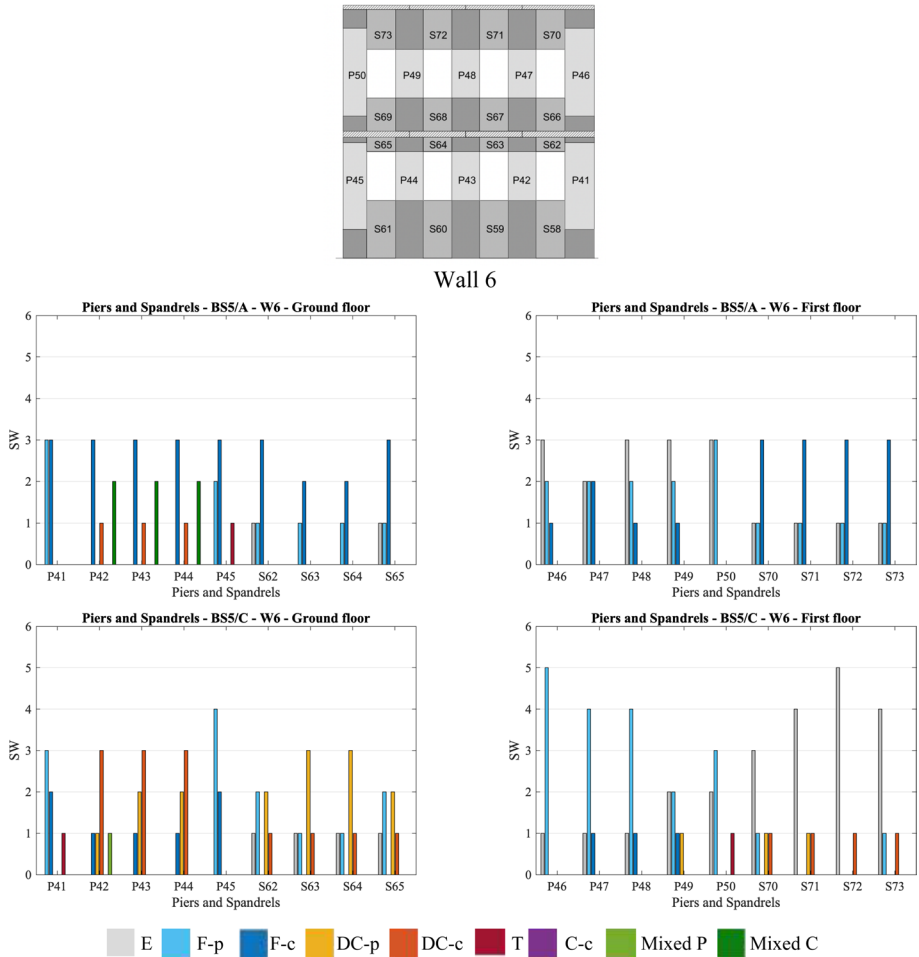 S73 S72 S71 S70
P50 P49 P48 P47 P46
S69 S68 S67 S66
S65 S64 S63 S62
P45 P44 P43 P42 P41
S61 S60 S59 S58
Wall 6
Piers and Spandrels - BS5/A - W6 - Ground floor
6
5
4
3
2
1
0
SW
P41 P42 P43 P44 P45 S62 S63 S64 S65
Piers and Spandrels
Piers and Spandrels - BS5/A - W6 - First floor
6
5
4
3
2
1
0
SW
P46 P47 P48 P49 P50 S70 S71 S72 S73
Piers and Spandrels
Piers and Spandrels - BS5/C - W6 - Ground floor
6
5
4
3
2
1
0
SW
P41 P42 P43 P44 P45 S62 S63 S64 S65
Piers and Spandrels
Piers and Spandrels - BS5/C - W6 - First floor
6
5
4
3
2
1
0
SW
P46 P47 P48 P49 P50 S70 S71 S72 S73
Piers and Spandrels
E F-p F-c DC-p DC-c T C-c Mixed P Mixed C